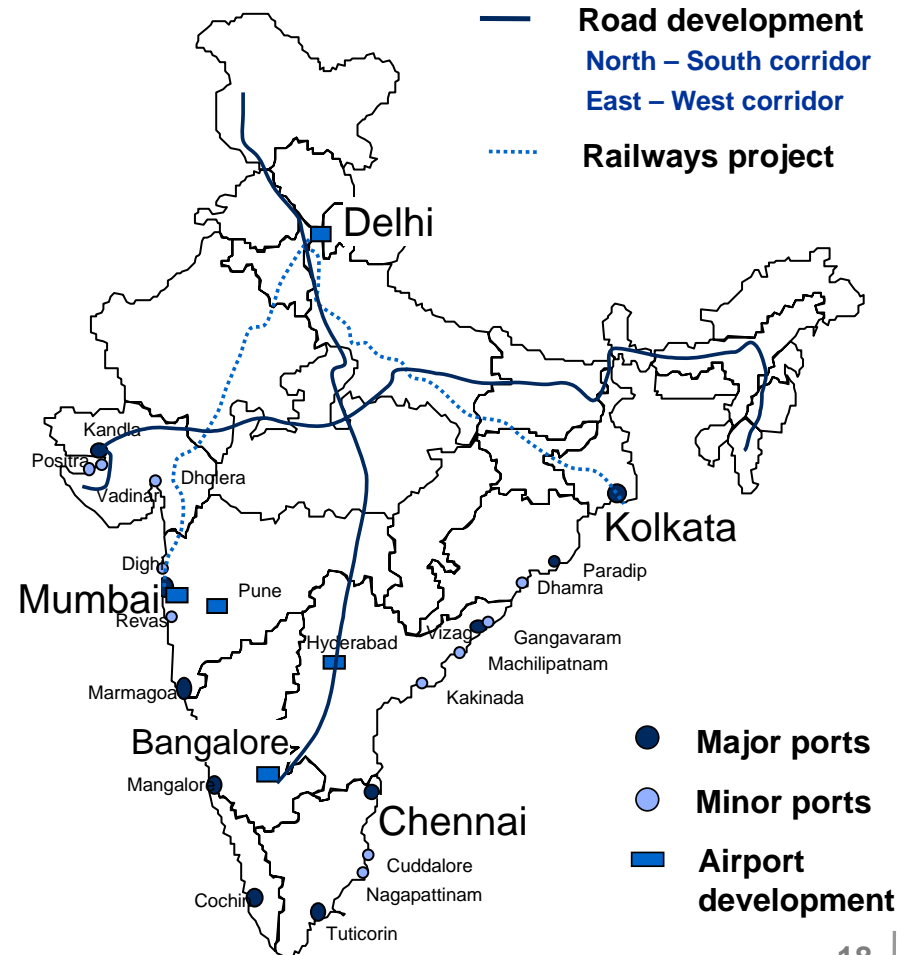 Road development
North – South corridor
East – West corridor
Railways project
Delhi
Kandla
Positra
Vadinar
Dholera
Kolkata
Dighi
Paradip
Dhamra
Mumbai
Pune
Revas
Hyderabad
Vizag
Gangavaram
Machilipatnam
Kakinada
Marmagoa
Bangalore
Mangalore
Chennai
Cuddalore
Nagapattinam
Cochin
Tuticorin
Major ports
Minor ports
Airport
development
18